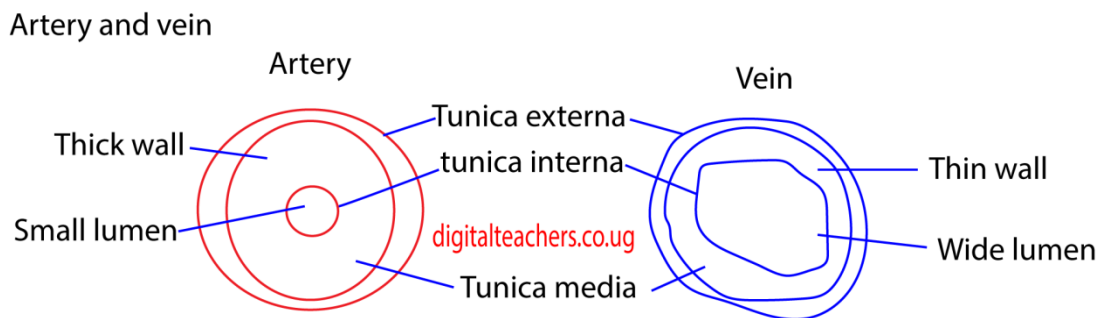 Artery and vein
Artery
Vein
Tunica externa
Thick wall
tunica interna
Thin wall
Small lumen
digitalteachers.co.ug
Wide lumen
Tunica media